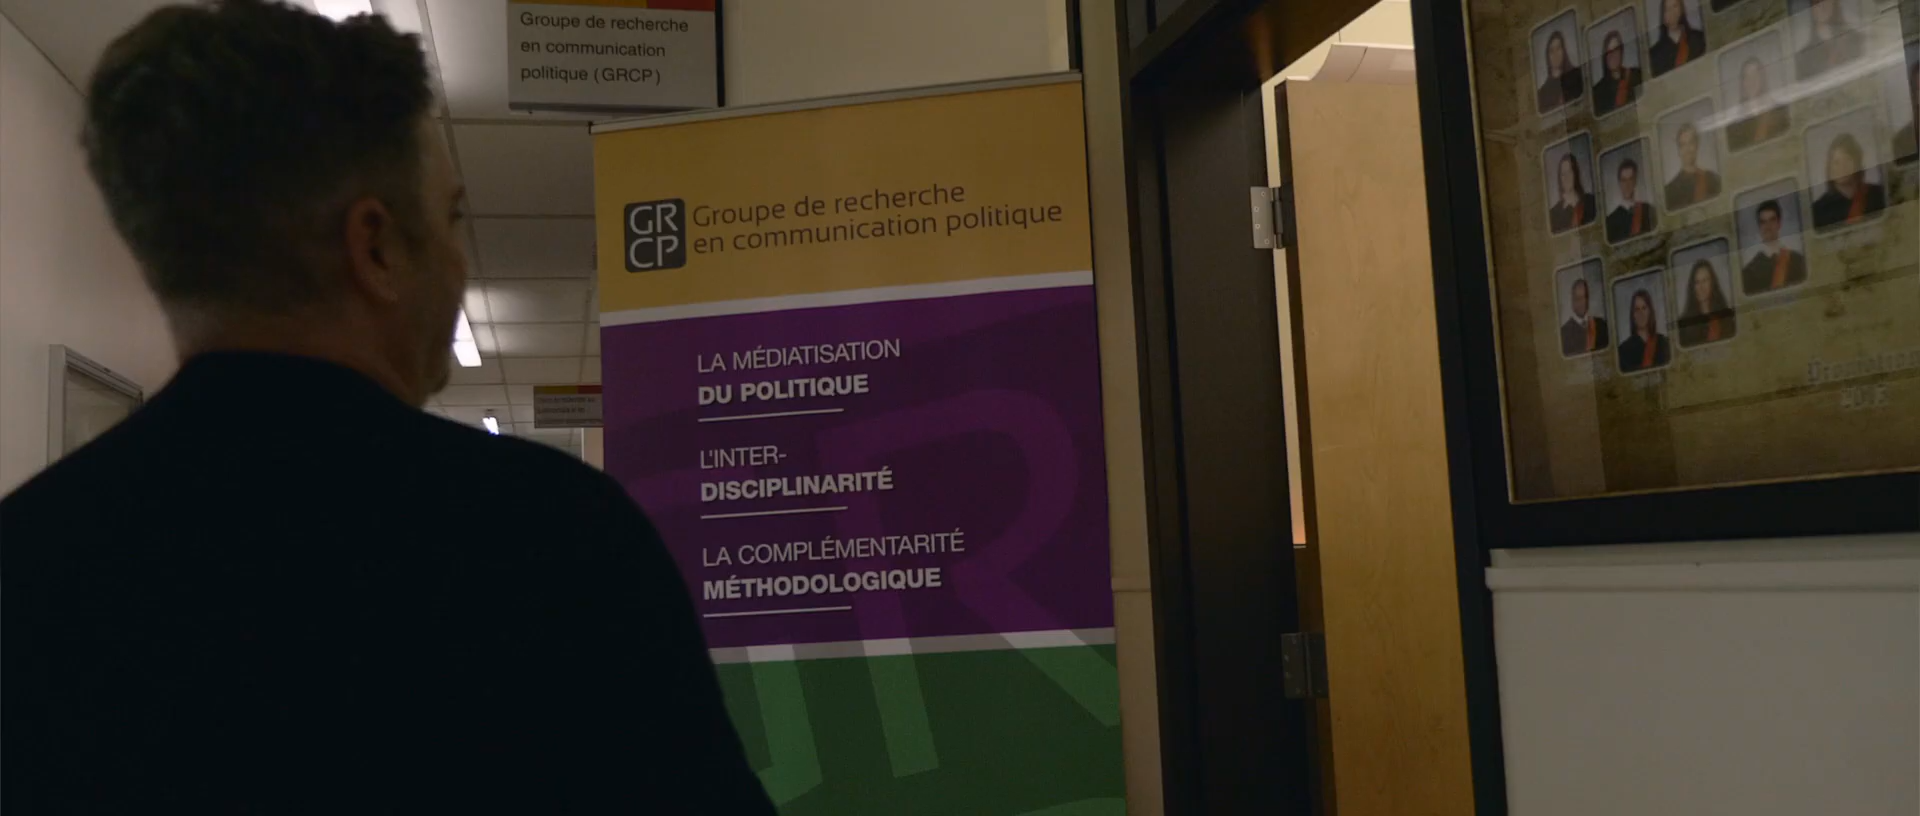 Groupe de recherche
en communication
politique (GRCP)
GR
CP
Groupe de recherche
en communication politique
LA MÉDIATISATION
DU POLITIQUE
L'INTER-
DISCIPLINARITÉ
LA COMPLÉMENTARITÉ
MÉTHODOLOGIQUE
Promotion